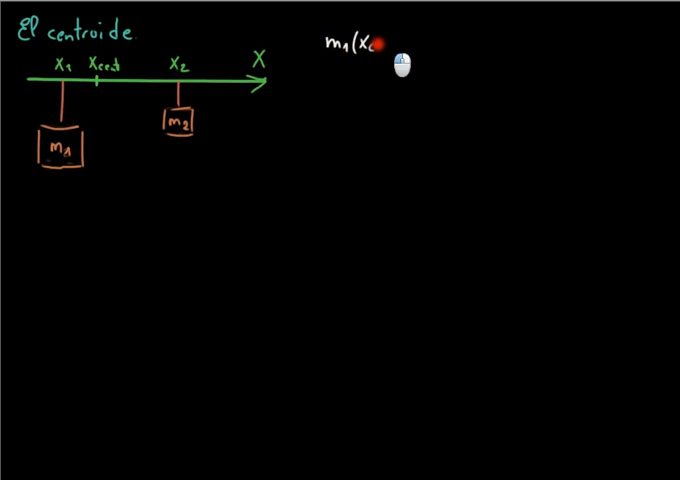 El centroide
x₁ xcent x₂ X
m₁ m₂
m₁(xc